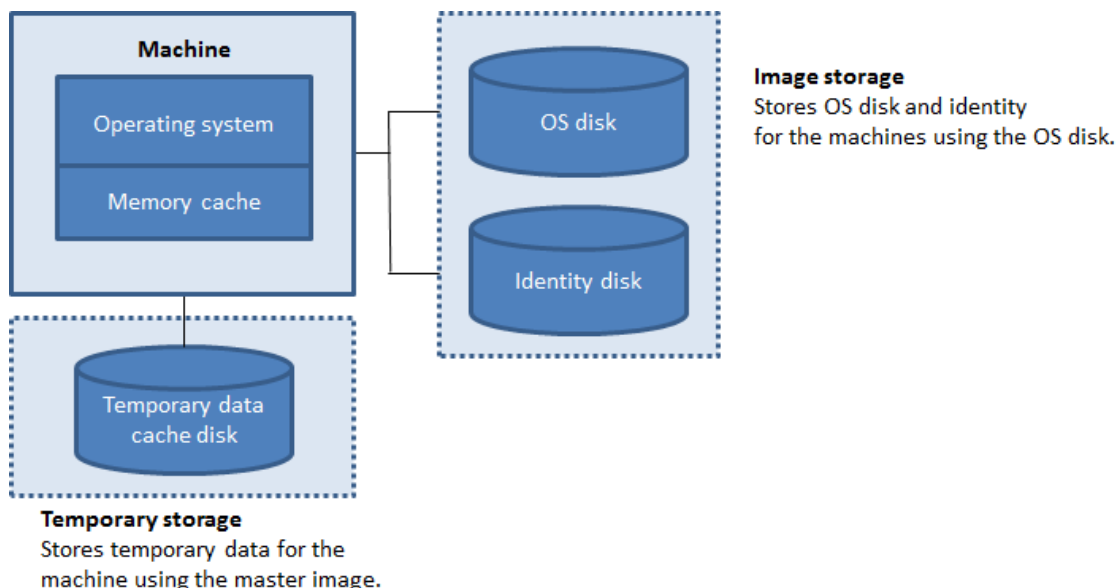 Machine
Operating system
Memory cache
OS disk
Identity disk
Image storage
Stores OS disk and identity
for the machines using the OS disk.
Temporary data
cache disk
Temporary storage
Stores temporary data for the
machine using the master image.